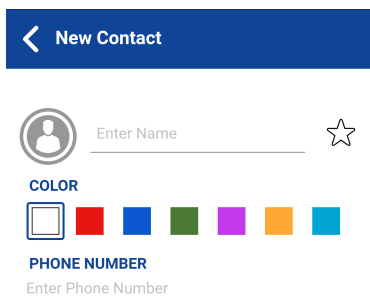 New Contact
Enter Name
COLOR
PHONE NUMBER
Enter Phone Number